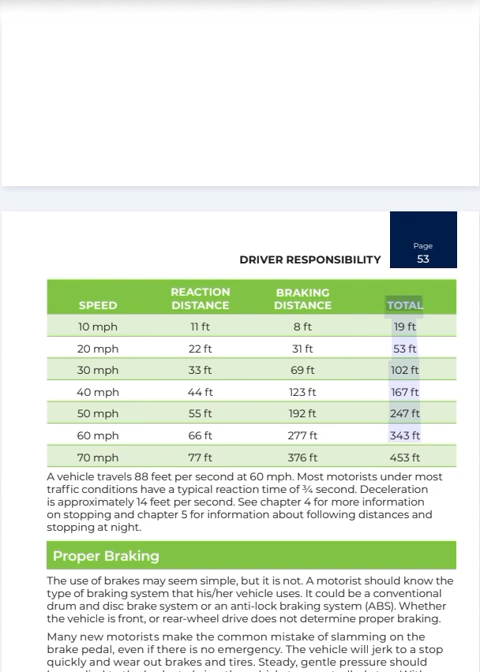 Page
DRIVER RESPONSIBILITY 53
SPEED REACTION DISTANCE BRAKING DISTANCE TOTAL
10 mph 11 ft 8 ft 19 ft
20 mph 22 ft 31 ft 53 ft
30 mph 33 ft 69 ft 102 ft
40 mph 44 ft 123 ft 167 ft
50 mph 55 ft 192 ft 247 ft
60 mph 66 ft 277 ft 343 ft
70 mph 77 ft 376 ft 453 ft
A vehicle travels 88 feet per second at 60 mph. Most motorists under most
traffic conditions have a typical reaction time of ¾ second. Deceleration
is approximately 14 feet per second. See chapter 4 for more information
on stopping and chapter 5 for information about following distances and
stopping at night.
Proper Braking
The use of brakes may seem simple, but it is not. A motorist should know the
type of braking system that his/her vehicle uses. It could be a conventional
drum and disc brake system or an anti-lock braking system (ABS). Whether
the vehicle is front, or rear-wheel drive does not determine proper braking.
Many new motorists make the common mistake of slamming on the
brake pedal, even if there is no emergency. The vehicle will jerk to a stop
quickly and wear out brakes and tires. Steady, gentle pressure should